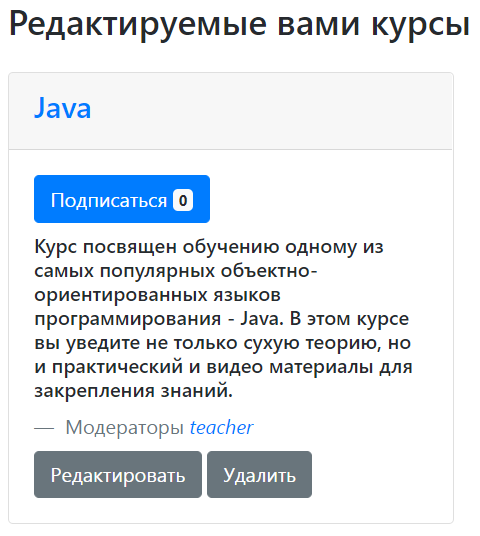 Редактируемые вами курсы
Java
Подписаться 0
Курс посвящен обучению одному из
самых популярных объектно-
ориентированных языков
программирования - Java. В этом курсе
вы уведите не только сухую теорию, но
и практический и видео материалы для
закрепления знаний.
— Модераторы teacher
Редактировать Удалить